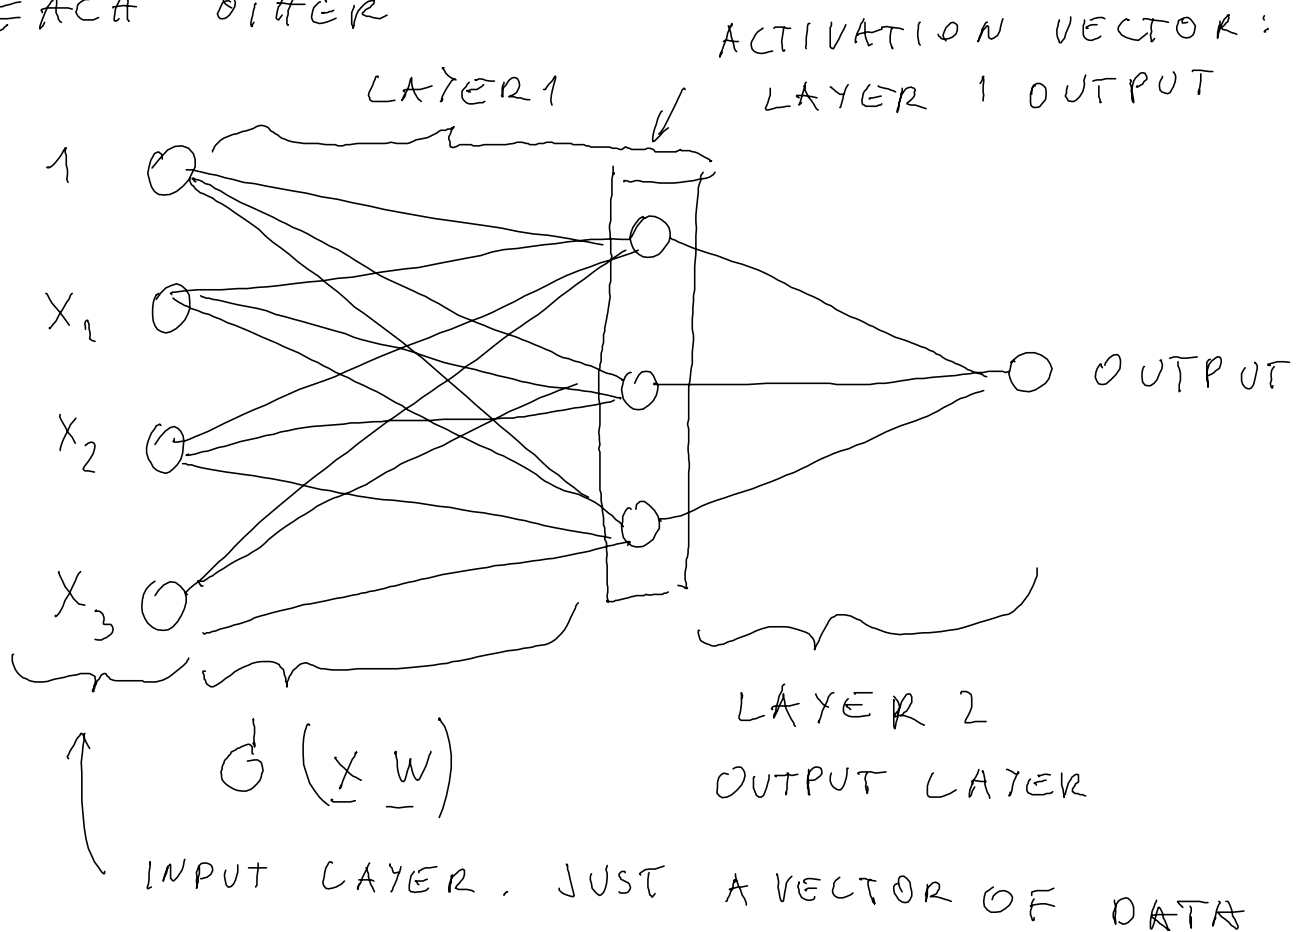 EACH OTHER
ACTIVATION VECTOR:
LAYER 1 OUTPUT
LAYER 1
1
X₁
X₂
X₃
OUTPUT
σ (X W)
LAYER 2
OUTPUT LAYER
INPUT LAYER. JUST A VECTOR OF DATA